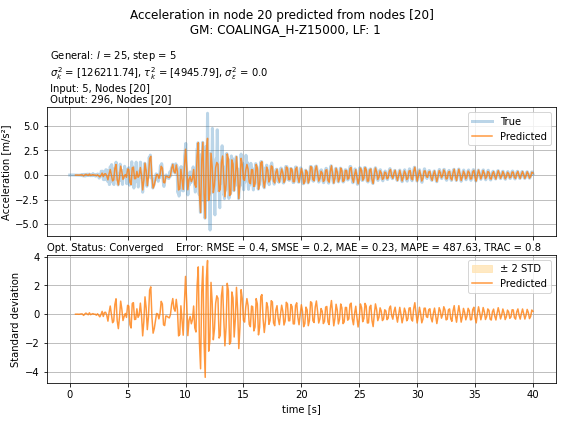 Acceleration in node 20 predicted from nodes [20]
GM: COALINGA_H-Z15000, LF: 1
General: l = 25, step = 5
σ²ₖ = [126211.74], τ²ₖ = [4945.79], σ²ε = 0.0
Input: 5, Nodes [20]
Output: 296, Nodes [20]
Acceleration [m/s²]
5.0
2.5
0.0
−2.5
−5.0
True
Predicted
Opt. Status: Converged Error: RMSE = 0.4, SMSE = 0.2, MAE = 0.23, MAPE = 487.63, TRAC = 0.8
Standard deviation
4
2
0
−2
−4
± 2 STD
Predicted
0 5 10 15 20 25 30 35 40
time [s]